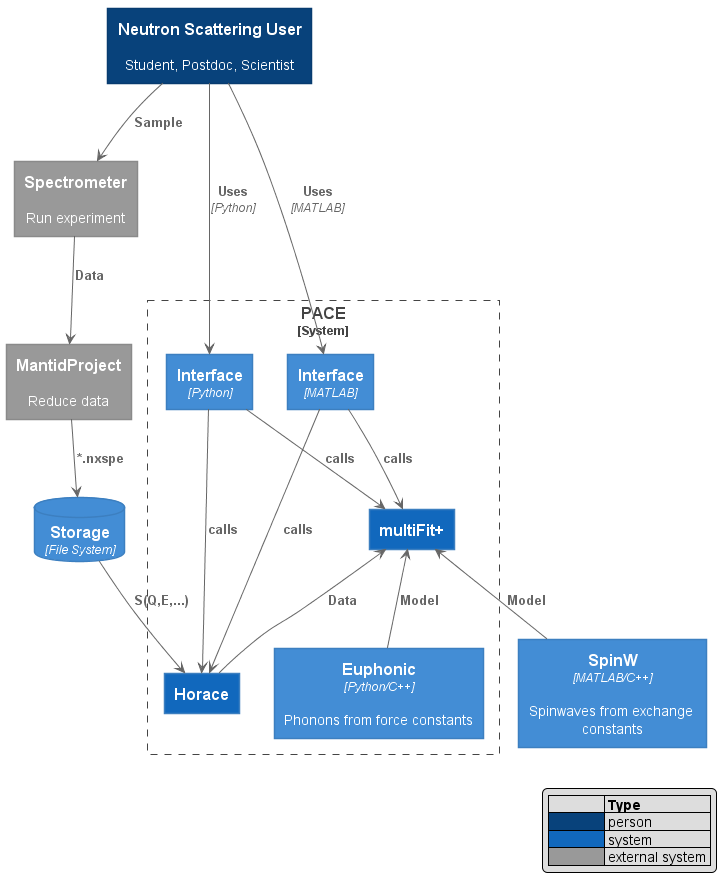 Neutron Scattering User
Student, Postdoc, Scientist
Sample
Spectrometer
Run experiment
Uses
[Python]
Uses
[MATLAB]
Data
PACE
[System]
MantidProject
Reduce data
Interface
[Python]
Interface
[MATLAB]
*.nxspe
calls
calls
Storage
[File System]
calls
calls
multiFit+
S(Q,E,...)
Data
Model
Model
Horace
Euphonic
[Python/C++]
Phonons from force constants
SpinW
[MATLAB/C++]
Spinwaves from exchange
constants
Type
person
system
external system